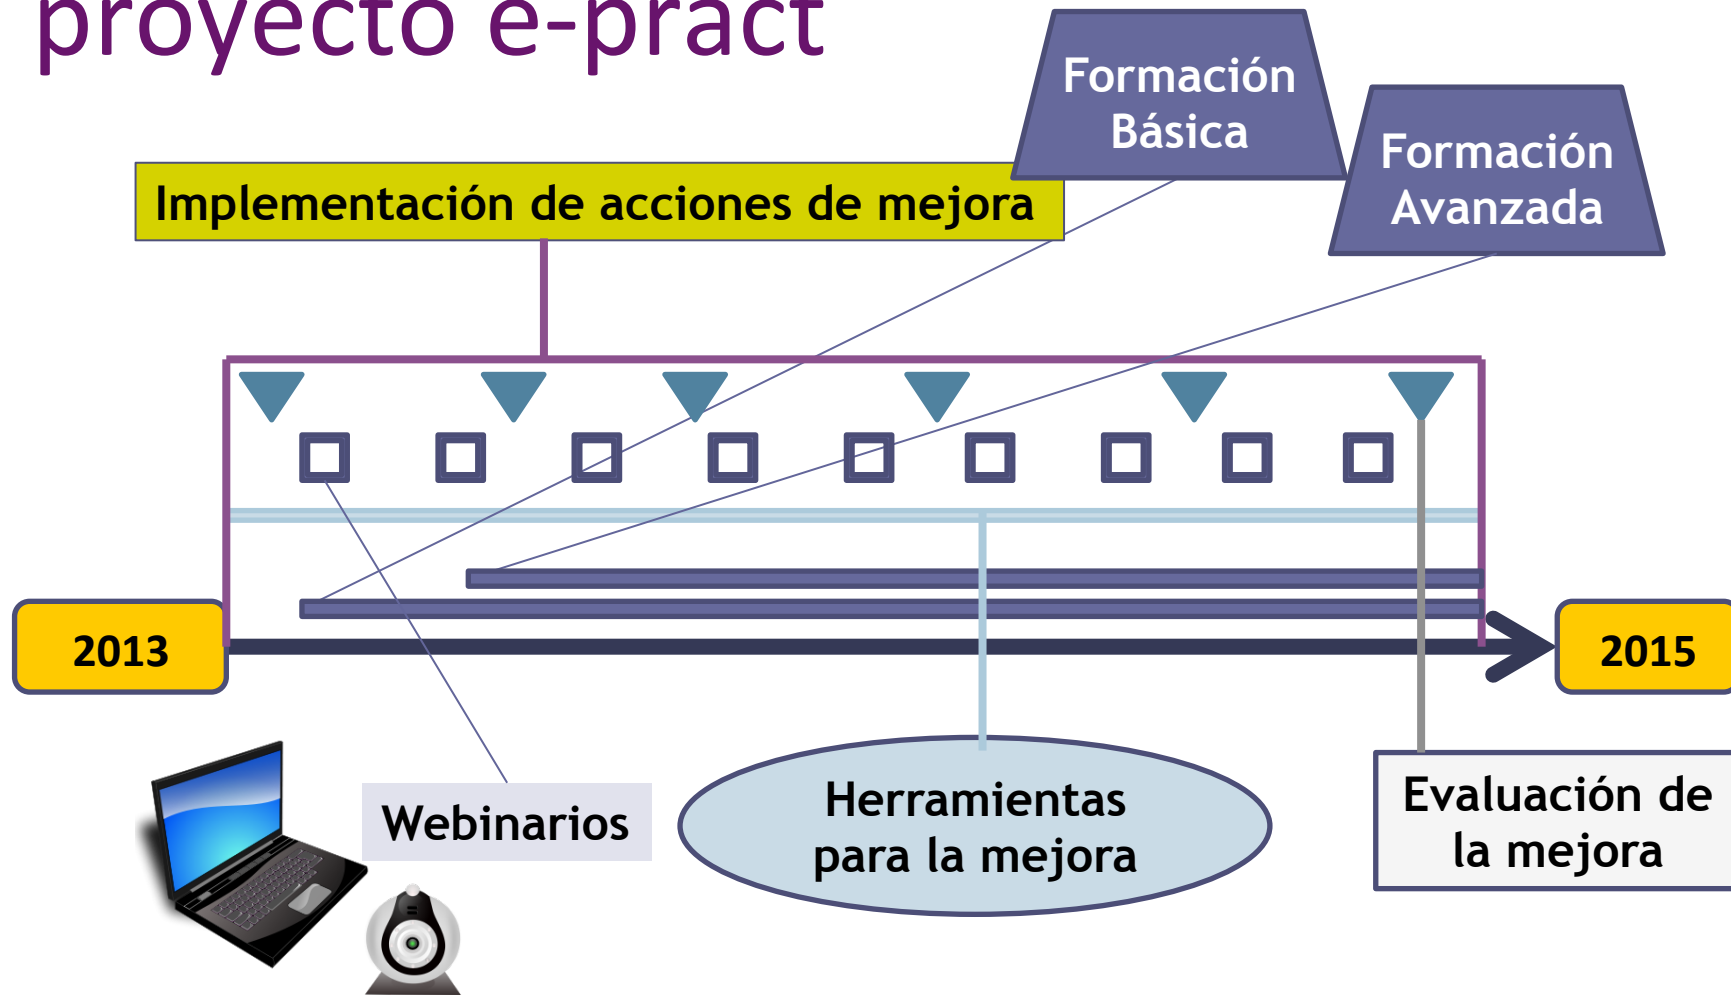 proyecto e-pract
Formación
Básica
Formación
Avanzada
Implementación de acciones de mejora
2013
2015
Webinarios
Herramientas
para la mejora
Evaluación de
la mejora